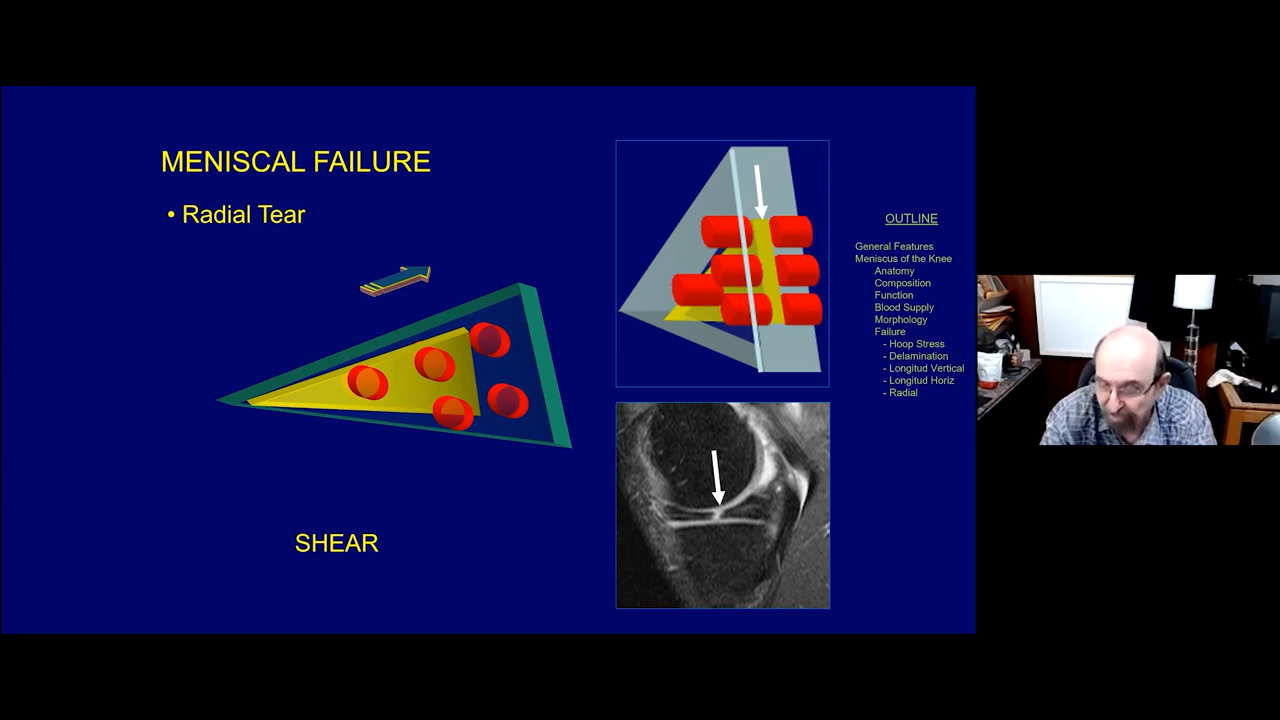 MENISCAL FAILURE
• Radial Tear
SHEAR
OUTLINE
General Features
Meniscus of the Knee
Anatomy
Composition
Function
Blood Supply
Morphology
Failure
- Hoop Stress
- Delamination
- Longitud Vertical
- Longitud Horiz
- Radial